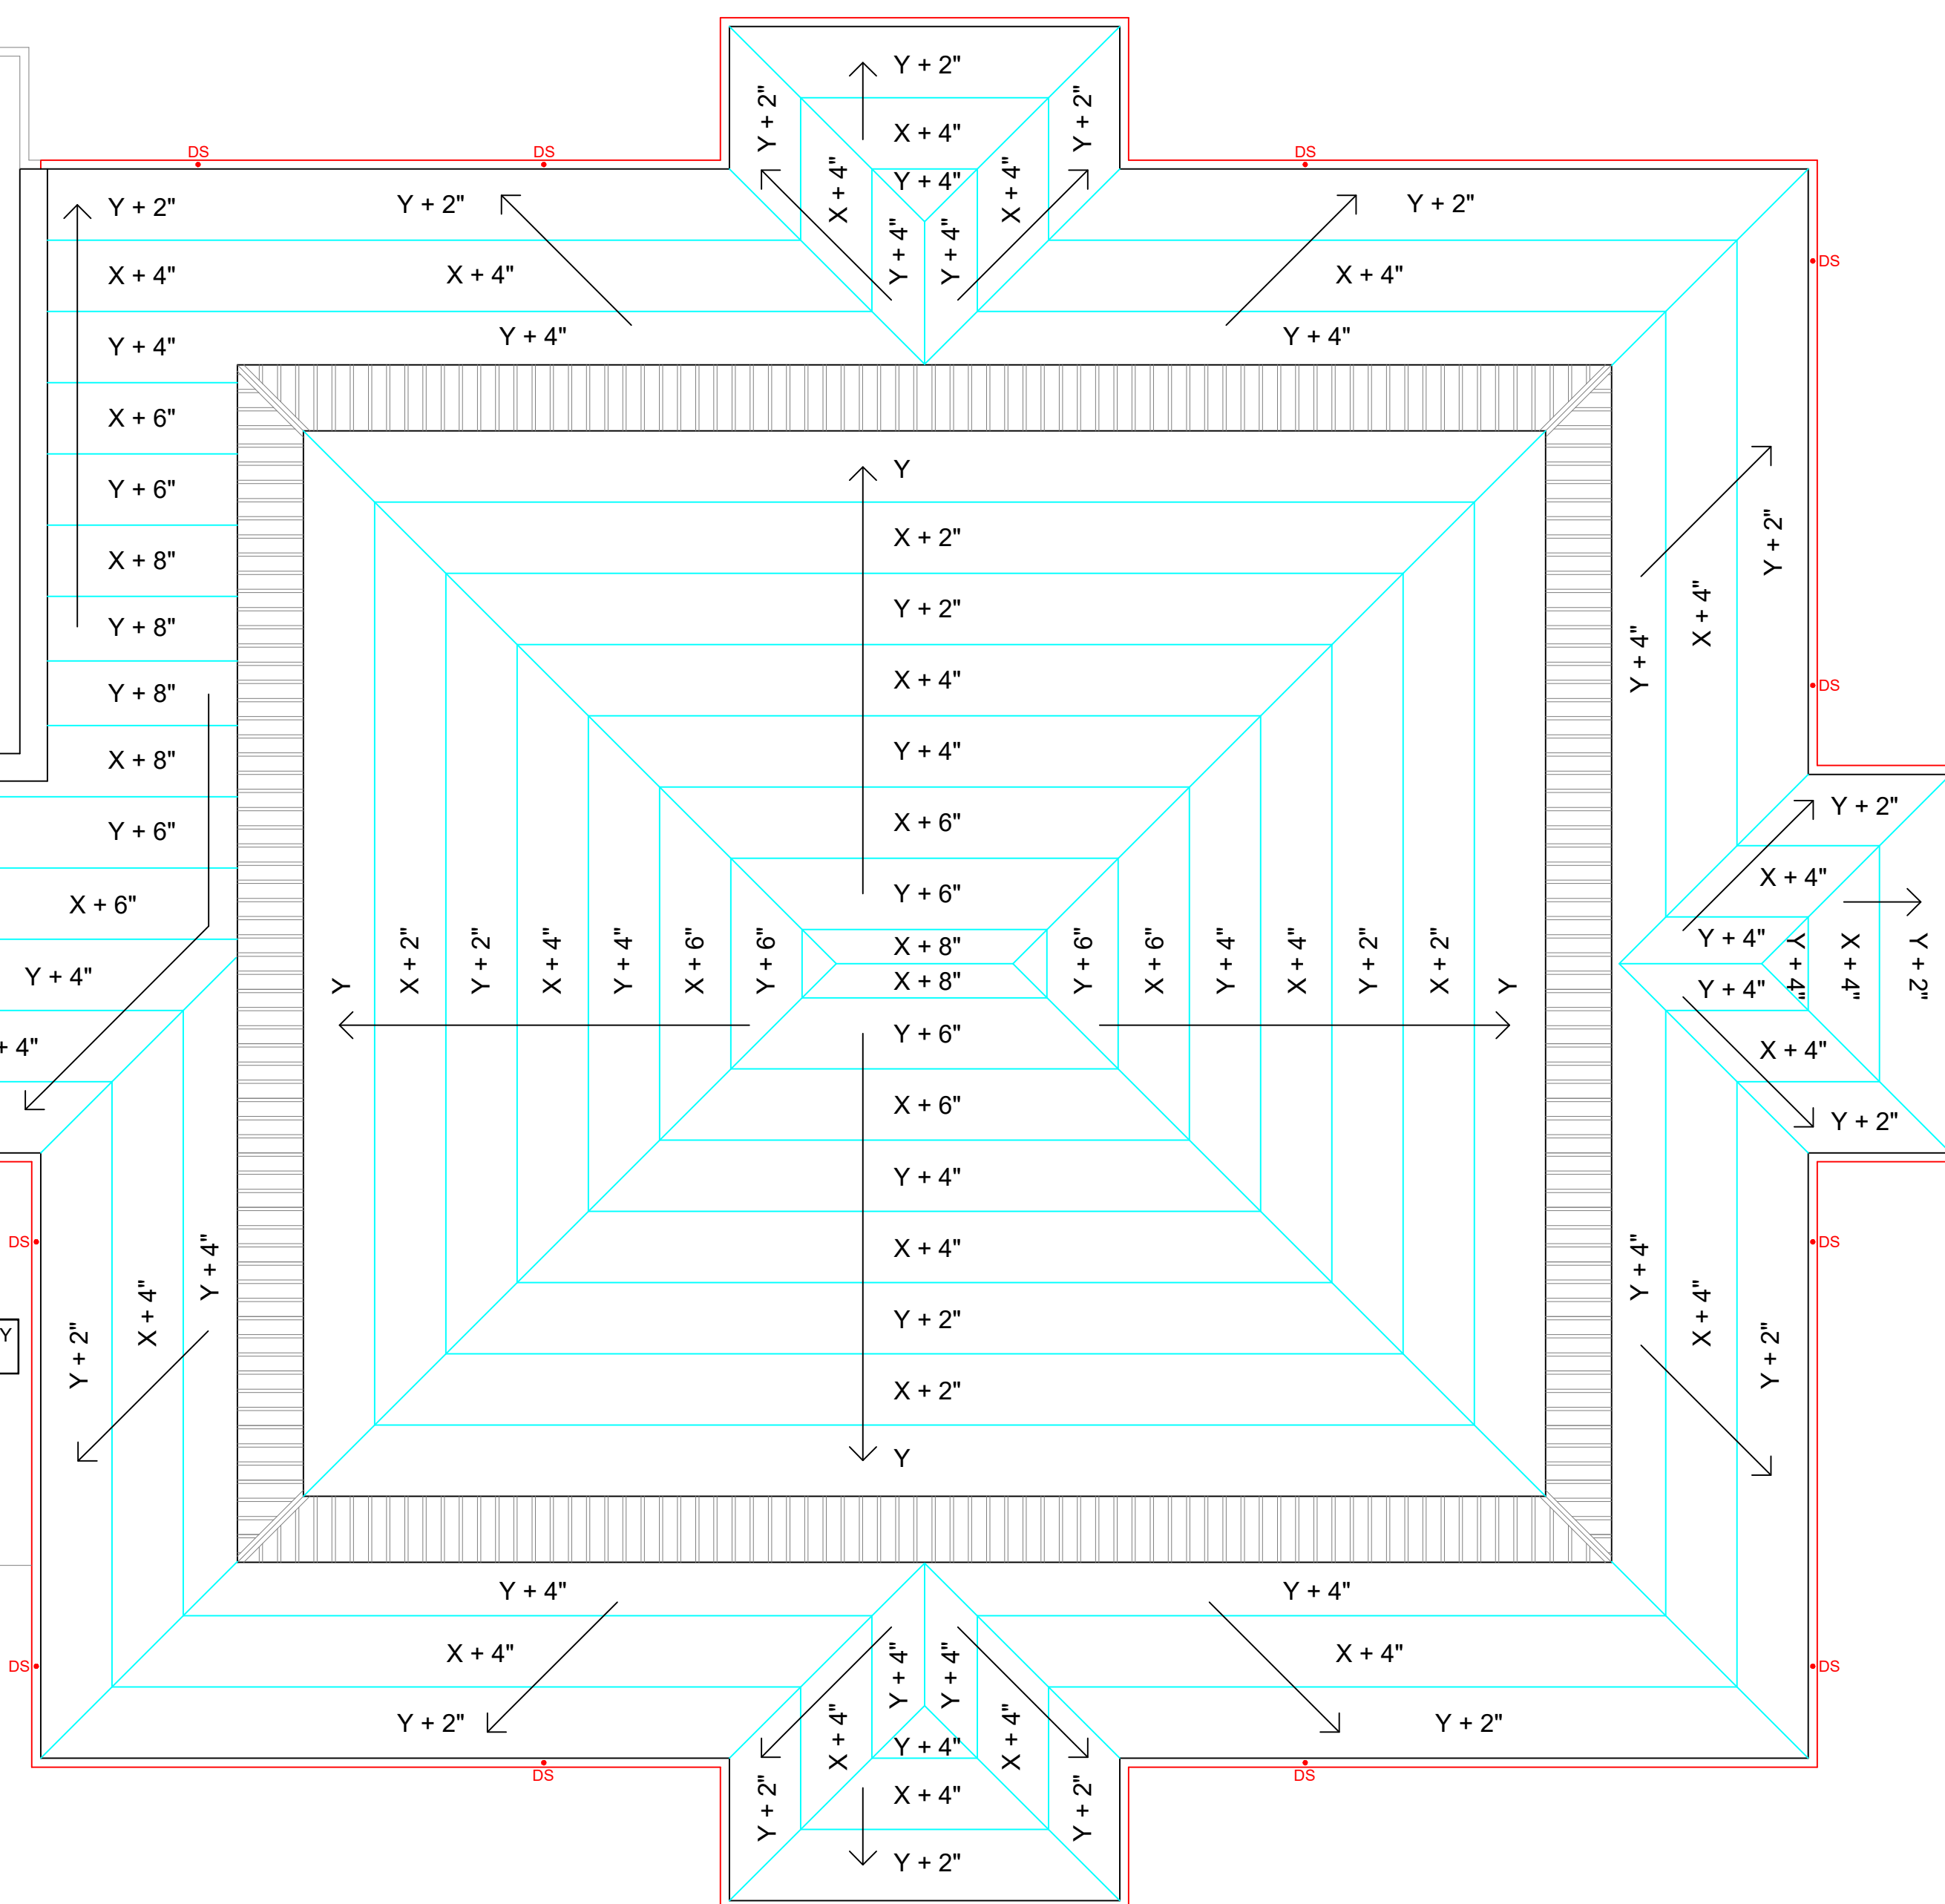 Y + 2"
Y + 2"
Y + 2"
X + 4"
DS
DS
DS
X + 4"
X + 4"
Y + 4"
Y + 2"
Y + 2"
Y + 2"
Y + 4"
Y + 4"
DS
X + 4"
X + 4"
X + 4"
Y + 4"
Y + 4"
Y + 4"
X + 6"
Y
Y + 6"
X + 2"
Y + 2"
X + 8"
Y + 2"
X + 4"
Y + 8"
Y + 4"
X + 4"
DS
Y + 8"
Y + 4"
X + 8"
Y + 2"
X + 6"
X + 4"
Y + 6"
Y + 6"
X + 6"
Y + 4"
Y + 4"
X + 4"
Y + 2"
X + 8"
Y
X + 2"
Y + 2"
X + 4"
Y + 4"
X + 6"
Y + 6"
Y + 6"
X + 6"
Y + 4"
X + 4"
Y + 2"
X + 2"
Y
Y + 4"
X + 8"
Y + 4"
+ 4"
Y + 6"
X + 4"
X + 6"
Y + 2"
Y + 4"
DS
X + 4"
DS
Y + 4"
Y + 4"
Y
Y + 2"
X + 4"
Y + 2"
X + 4"
Y + 2"
X + 2"
Y
Y + 4"
Y + 4"
DS
X + 4"
Y + 4"
Y + 4"
X + 4"
DS
Y + 2"
X + 4"
Y + 4"
X + 4"
Y + 2"
DS
DS
Y + 2"
X + 4"
Y + 2"
Y + 2"